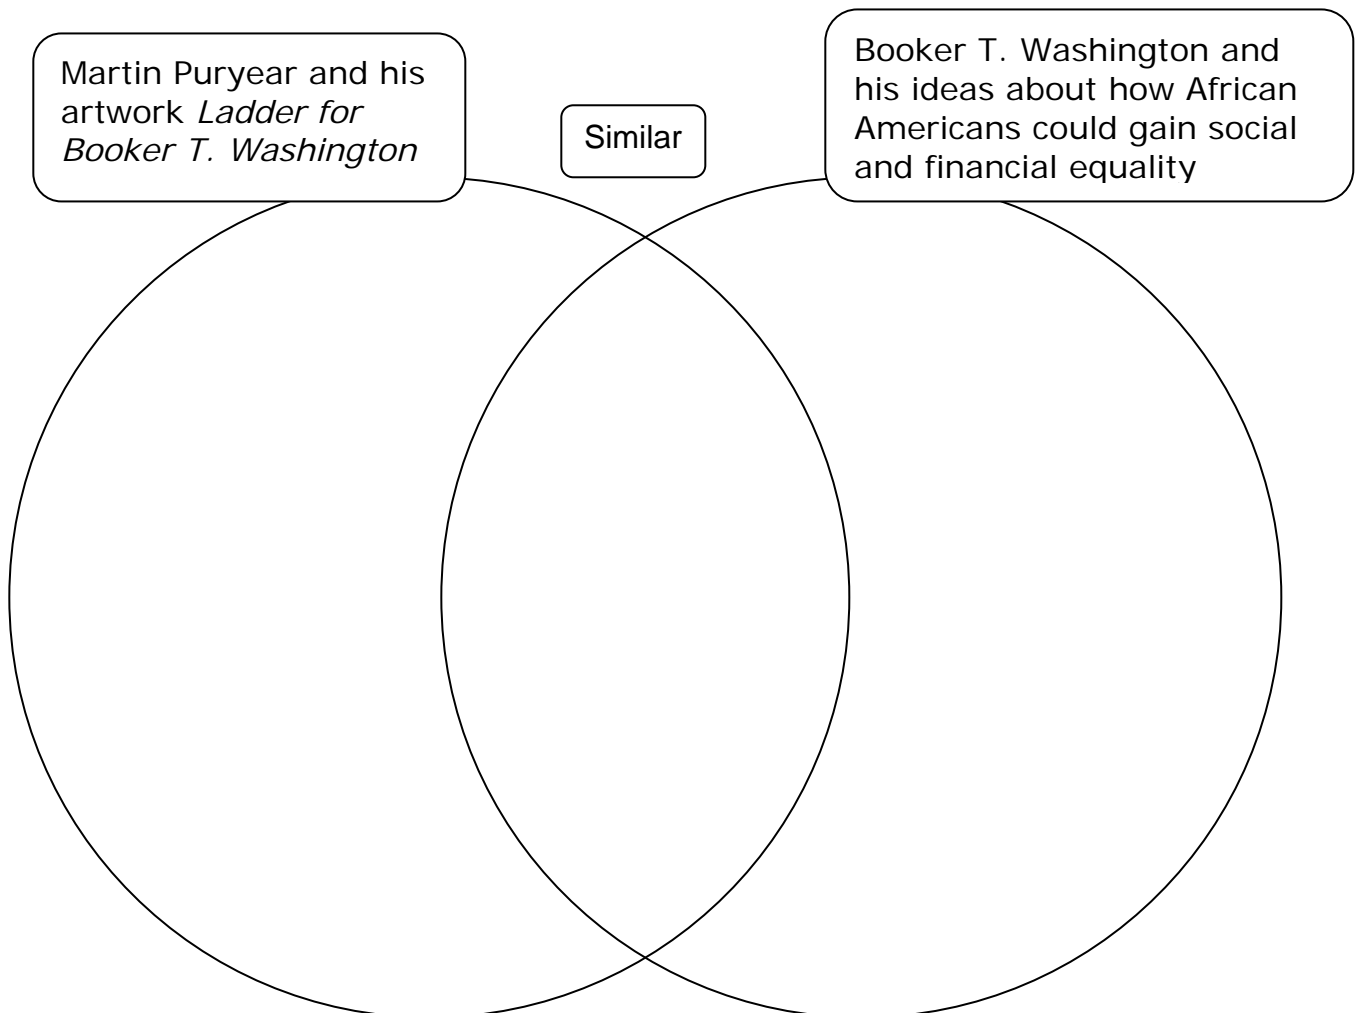 Martin Puryear and his
artwork Ladder for
Booker T. Washington
Similar
Booker T. Washington and
his ideas about how African
Americans could gain social
and financial equality